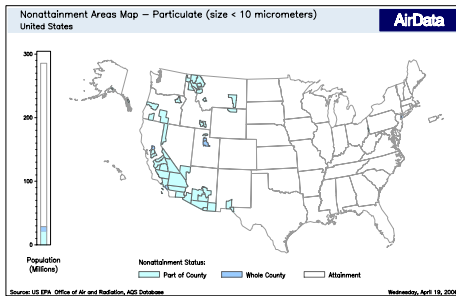 Nonattainment Areas Map - Particulate (size < 10 micrometers)
United States
AirData
300
200
100
0
Population
(Millions)
Nonattainment Status:
Part of County
Whole County
Attainment
Source: US EPA Office of Air and Radiation, AQS Database
Wednesday, April 19, 2006